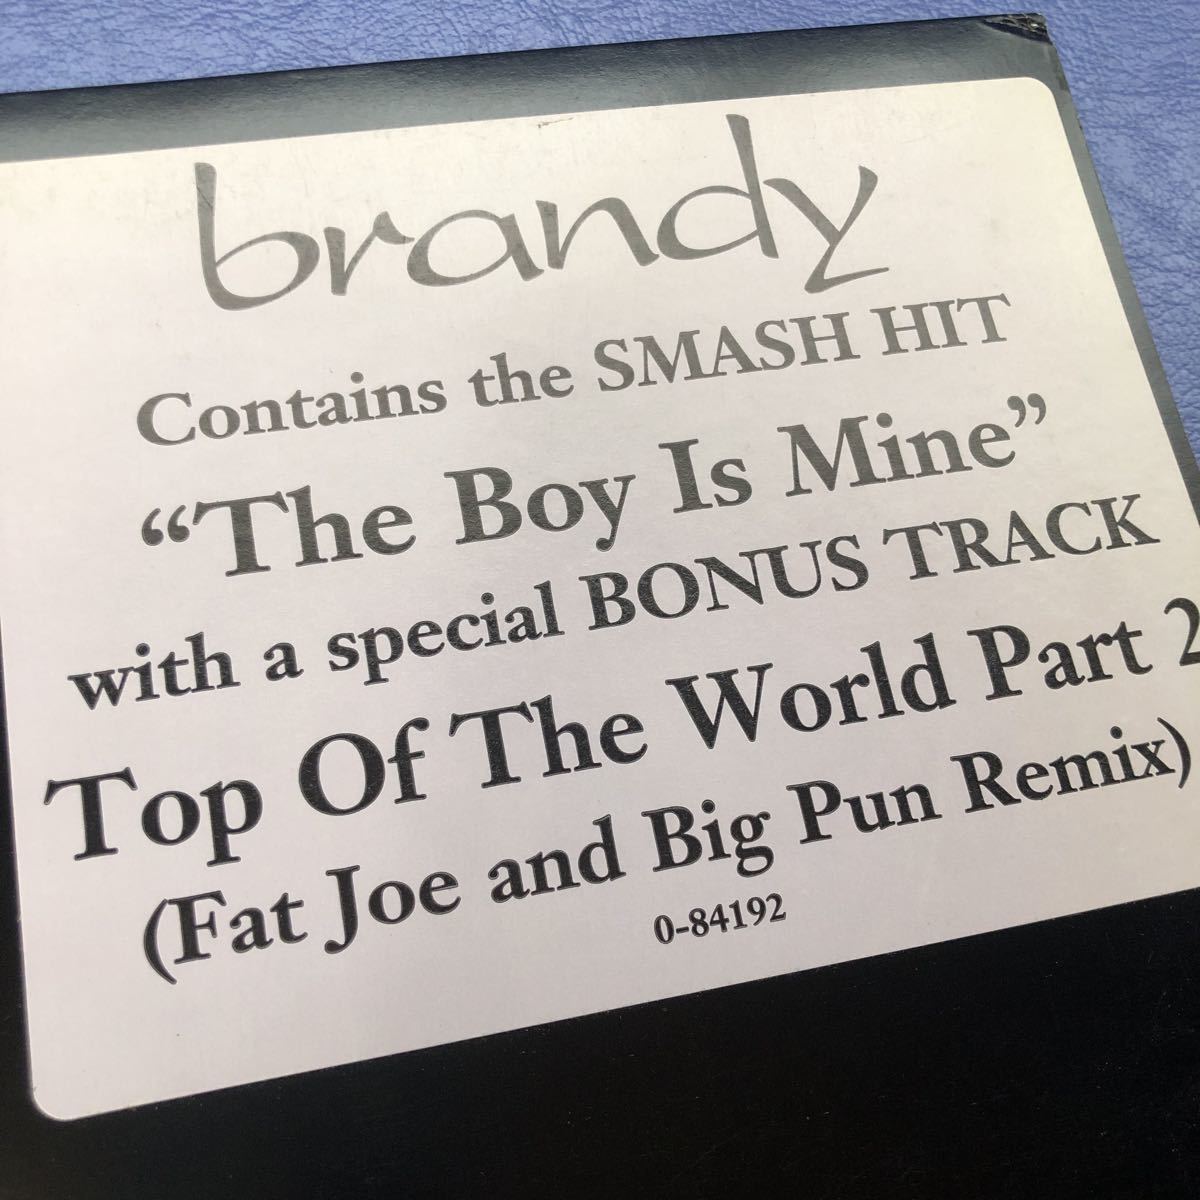 brandy
Contains the SMASH HIT
“The Boy Is Mine”
with a special BONUS TRACK
Top Of The World Part 2
(Fat Joe and Big Pun Remix)
0-84192